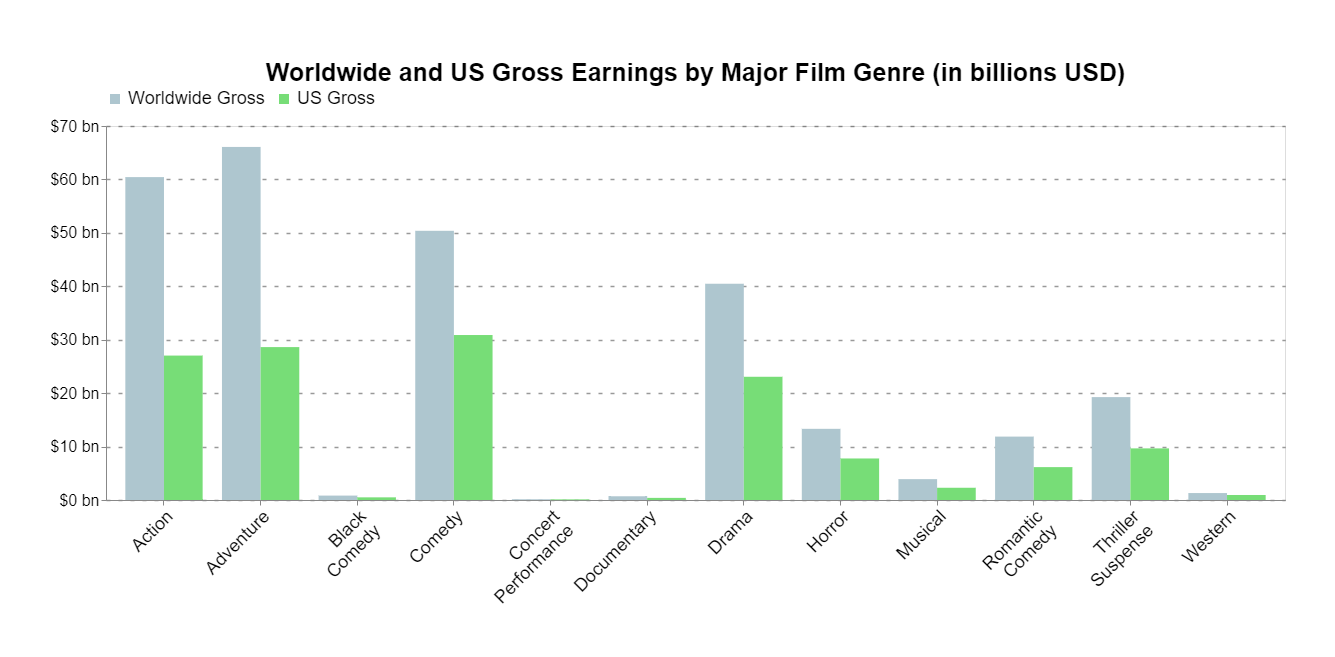 Worldwide and US Gross Earnings by Major Film Genre (in billions USD)
Worldwide Gross
US Gross
$70 bn
$60 bn
$50 bn
$40 bn
$30 bn
$20 bn
$10 bn
$0 bn
Action
Adventure
Black
Comedy
Comedy
Concert
Performance
Documentary
Drama
Horror
Musical
Romantic
Comedy
Thriller
Suspense
Western